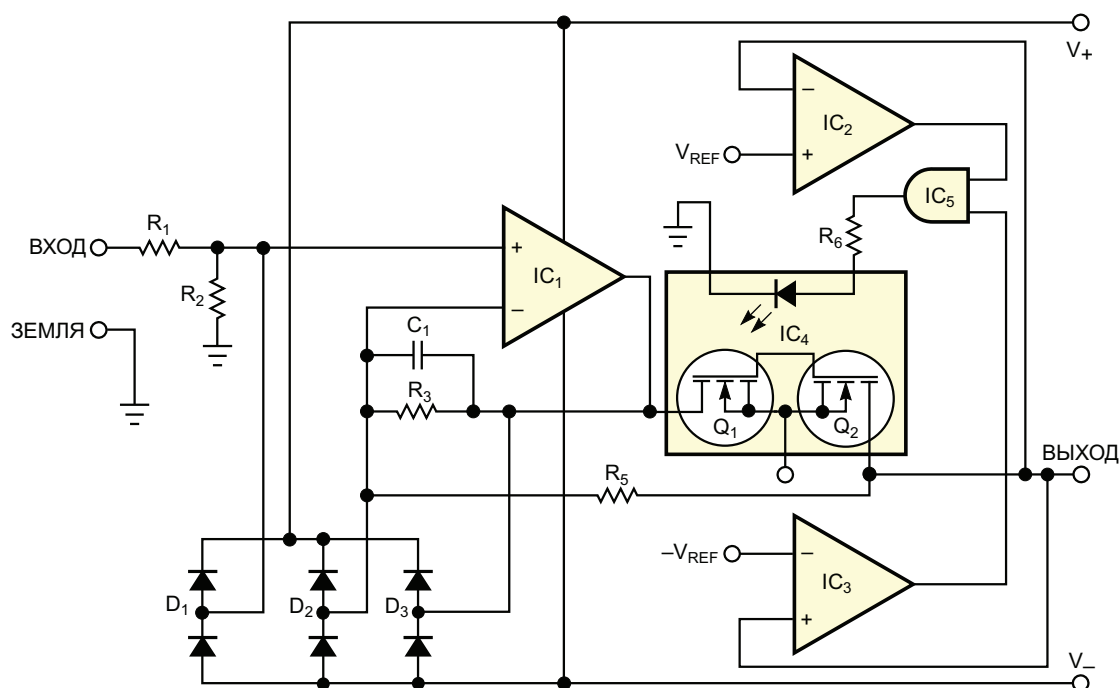 V+
–
IC2
VREF
+
IC5
R1
ВХОД
+
IC1
R6
R2
–
C1
IC4
ЗЕМЛЯ
R3
Q1
Q2
ВЫХОД
R5
–VREF
–
IC3
D1
D2
D3
+
V–